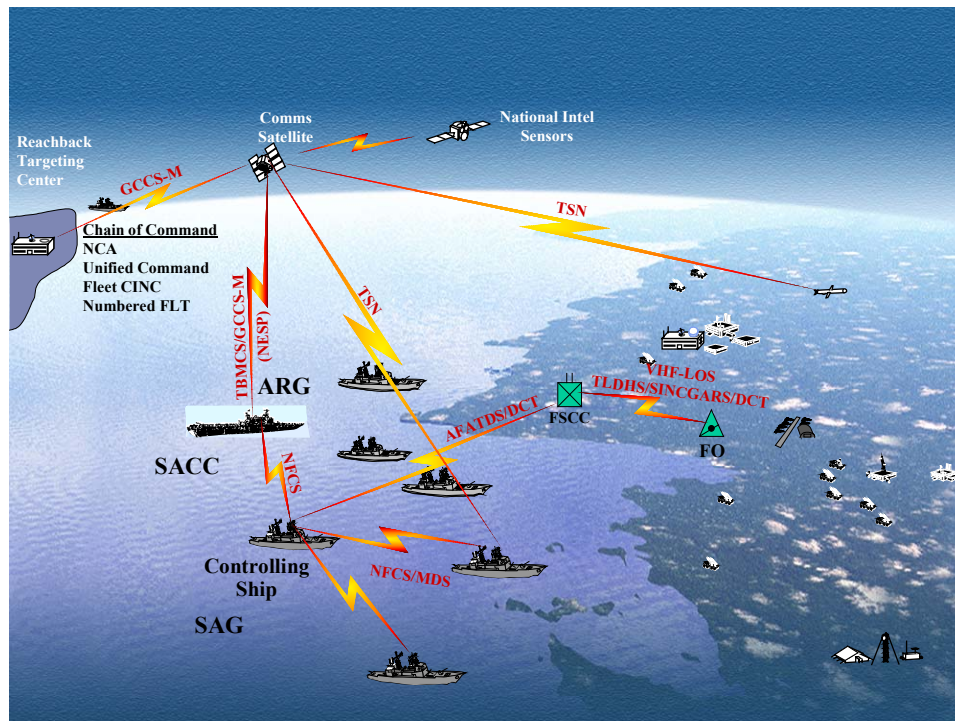 Comms
Satellite
National Intel
Sensors
Reachback
Targeting
Center
GCCS-M
TSN
Chain of Command
NCA
Unified Command
Fleet CINC
Numbered FLT
TBMCS/GCCS-M
(NESP)
TSN
ARG
VHF-LOS
TLDHS/SINCGARS/DCT
AFATDS/DCT
FSCC
FO
SACC
NFCS
Controlling
Ship
NFCS/MDS
SAG